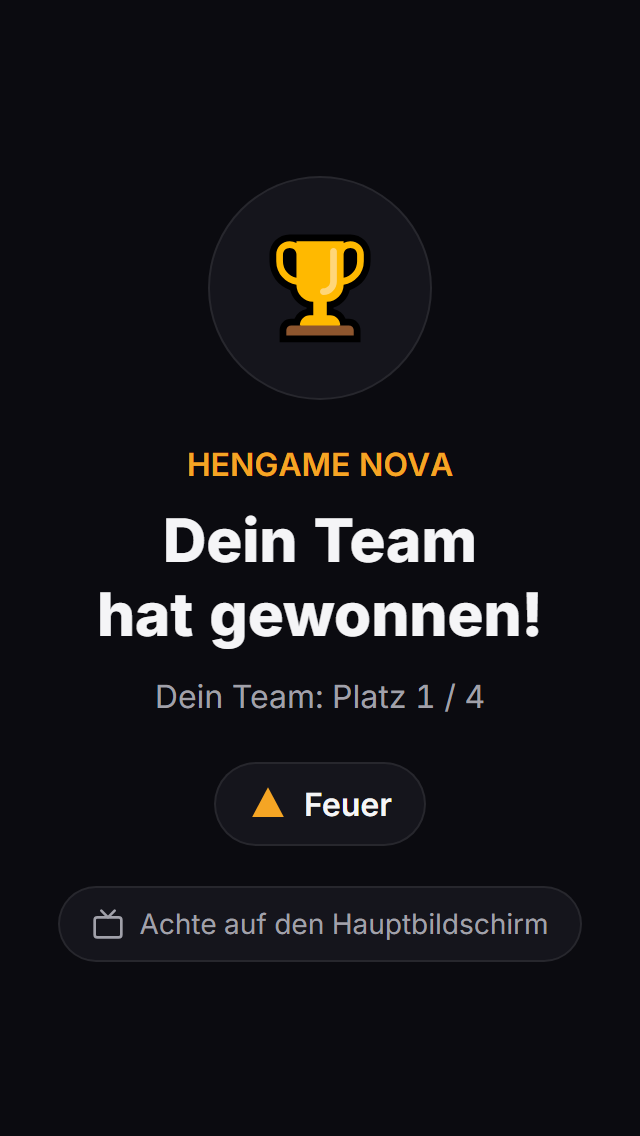 HENGAME NOVA
Dein Team
hat gewonnen!
Dein Team: Platz 1 / 4
Feuer
Achte auf den Hauptbildschirm